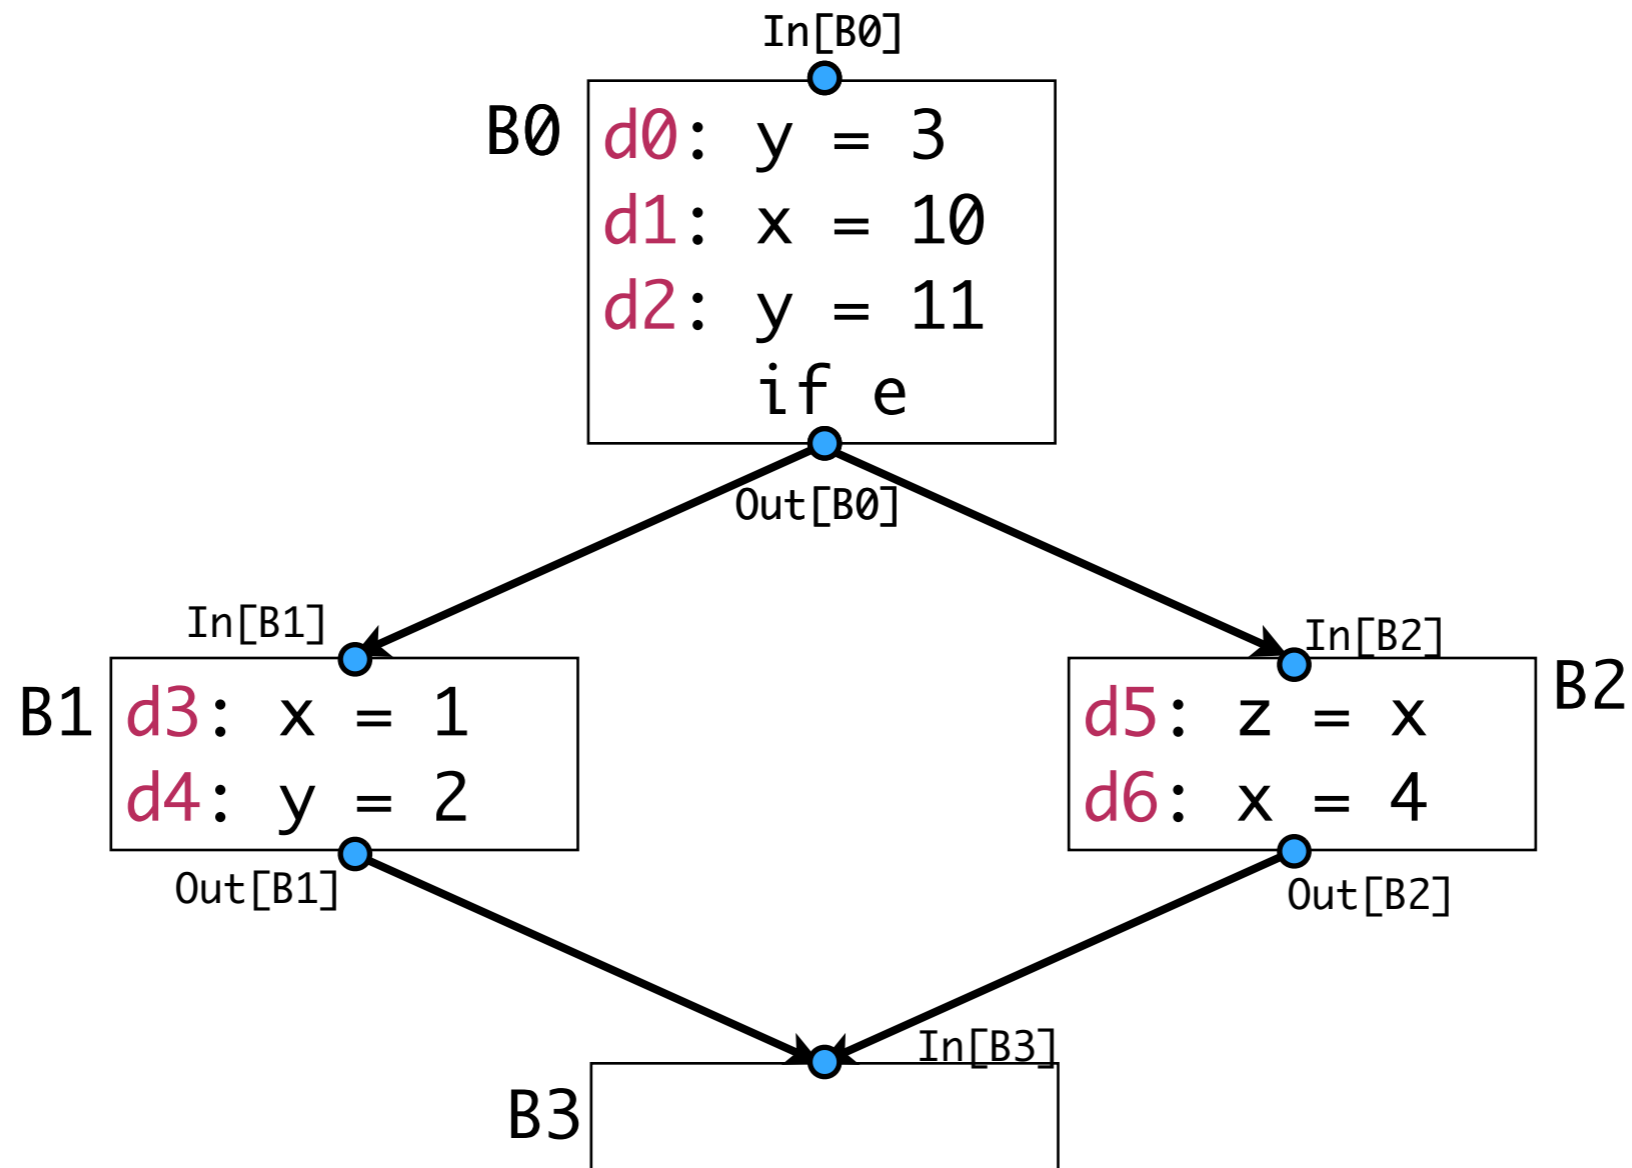 In[B0]
B0
d0: y = 3
d1: x = 10
d2: y = 11
if e
Out[B0]
In[B1]
In[B2]
B1
d3: x = 1
d4: y = 2
B2
d5: z = x
d6: x = 4
Out[B1]
Out[B2]
In[B3]
B3